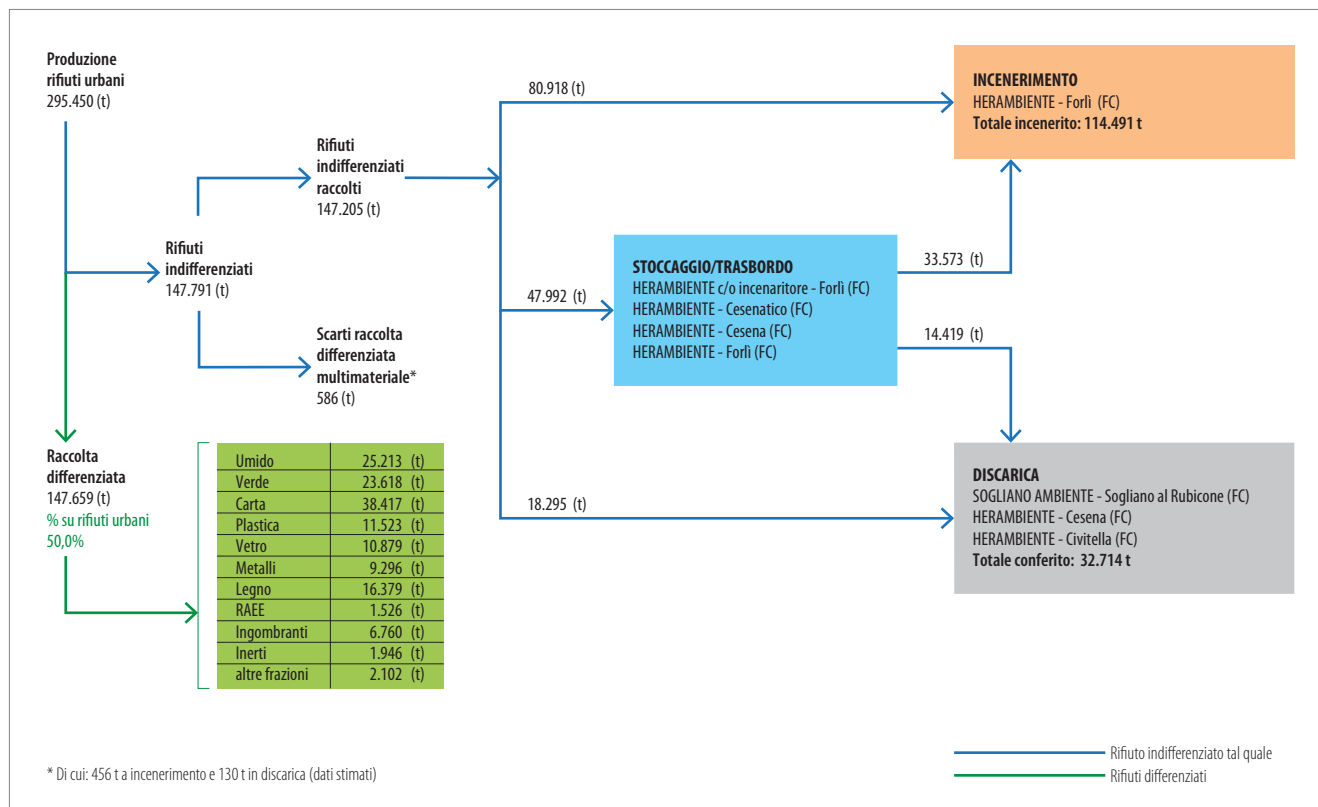 Produzione
rifiuti urbani
295.450 (t)
Rifiuti
indifferenziati
147.791 (t)
Rifiuti
indifferenziati
raccolti
147.205 (t)
Scarti raccolta
differenziata
multimateriale*
586 (t)
80.918 (t)
47.992 (t)
18.295 (t)
STOCCAGGIO/TRASBORDO
HERAMBIENTE c/o incenaritore - Forlì (FC)
HERAMBIENTE - Cesenatico (FC)
HERAMBIENTE - Cesena (FC)
HERAMBIENTE - Forlì (FC)
33.573 (t)
14.419 (t)
INCENERIMENTO
HERAMBIENTE - Forlì (FC)
Totale incenerito: 114.491 t
DISCARICA
SOGLIANO AMBIENTE - Sogliano al Rubicone (FC)
HERAMBIENTE - Cesena (FC)
HERAMBIENTE - Civitella (FC)
Totale conferito: 32.714 t
Raccolta
differenziata
147.659 (t)
% su rifiuti urbani
50,0%
Umido 25.213 (t)
Verde 23.618 (t)
Carta 38.417 (t)
Plastica 11.523 (t)
Vetro 10.879 (t)
Metalli 9.296 (t)
Legno 16.379 (t)
RAEE 1.526 (t)
Ingombranti 6.760 (t)
Inerti 1.946 (t)
altre frazioni 2.102 (t)
* Di cui: 456 t a incenerimento e 130 t in discarica (dati stimati)
Rifiuto indifferenziato tal quale
Rifiuti differenziati